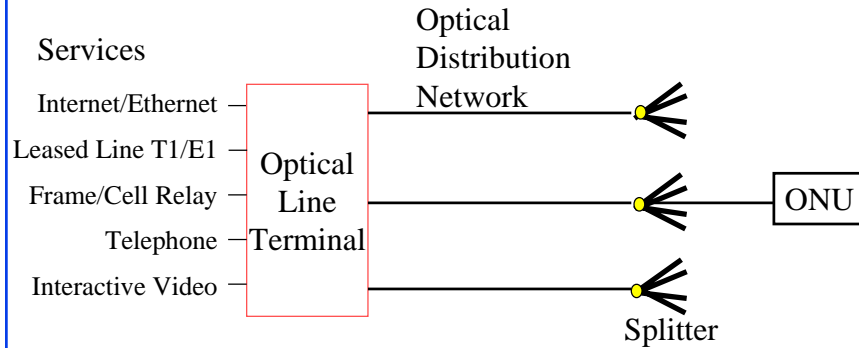 Services
Internet/Ethernet
Leased Line T1/E1
Frame/Cell Relay
Telephone
Interactive Video
Optical
Line
Terminal
Optical
Distribution
Network
ONU
Splitter